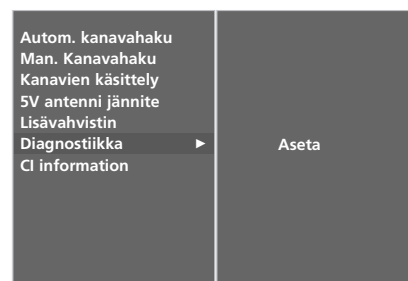 Autom. kanavahaku
Man. Kanavahaku
Kanavien käsittely
5V antenni jännite
Lisävahvistin
Diagnostiikka ► Aseta
CI information